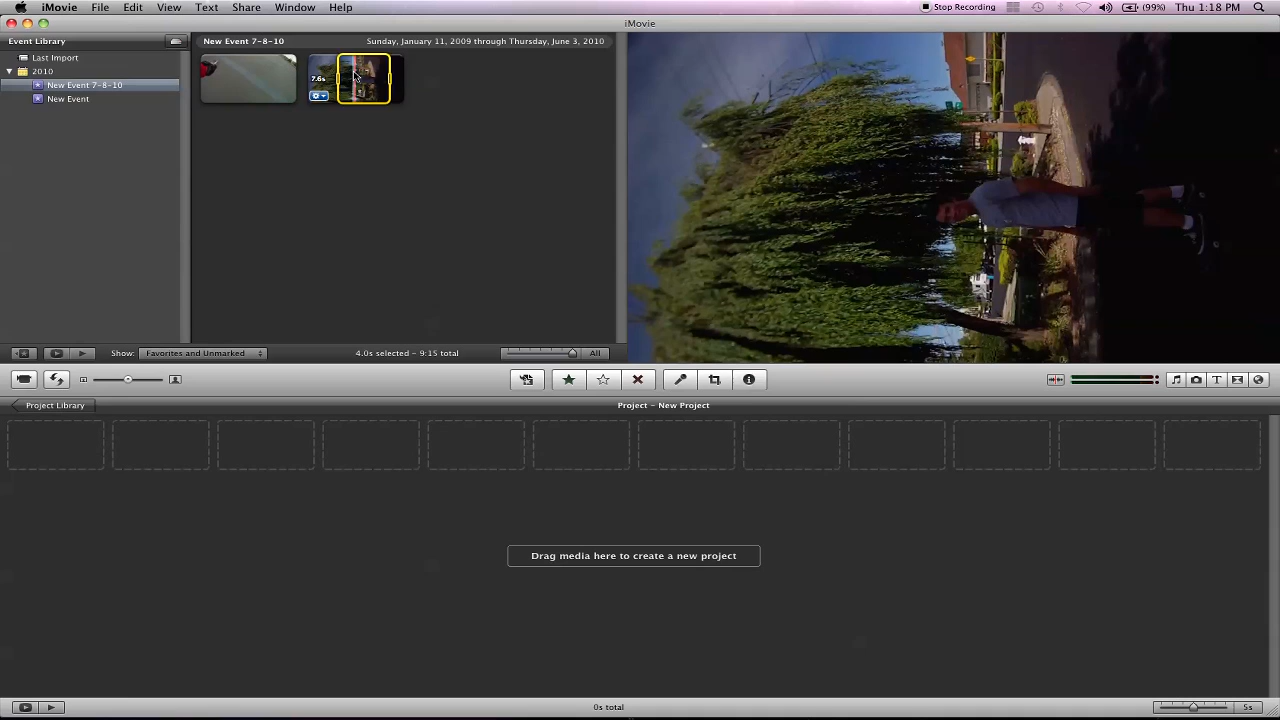 iMovie File Edit View Text Share Window Help Stop Recording (99%) Thu 1:18 PM
iMovie
Event Library
New Event 7-8-10 Sunday, January 11, 2009 through Thursday, June 3, 2010
Last Import
2010
New Event 7-8-10
New Event
7.6s
Show: Favorites and Unmarked 4.0s selected - 9:15 total All
Project Library Project - New Project
Drag media here to create a new project
0s total 5s